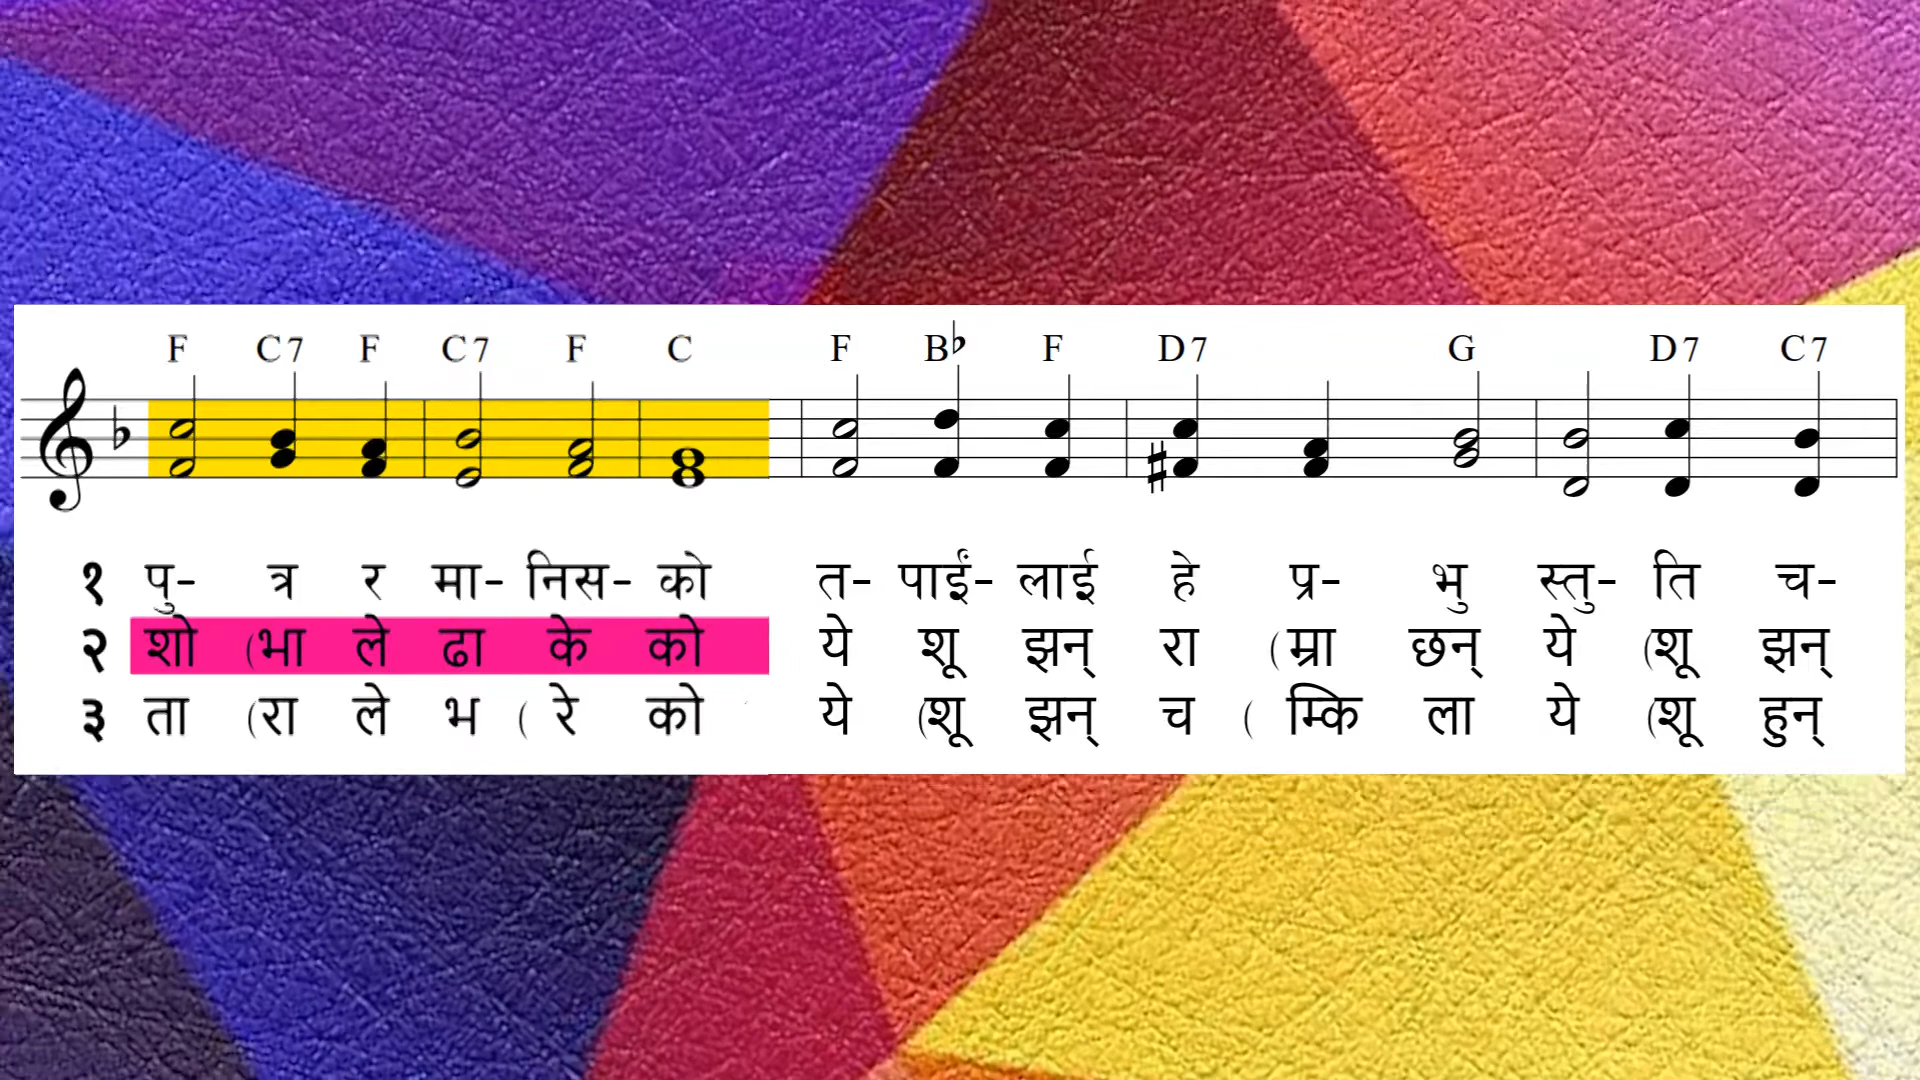 F C7 F C7 F C F B♭ F D7 G D7 C7
१ पु- त्र र मा- निस- को त- पाईं- लाई हे प्र- भु स्तु- ति च-
२ शो (भा ले ढा के को ये शू झन् रा (म्रा छन् ये (शू झन्
३ ता (रा ले भ ( रे को ये (शू झन् च ( म्कि ला ये (शू हुन्